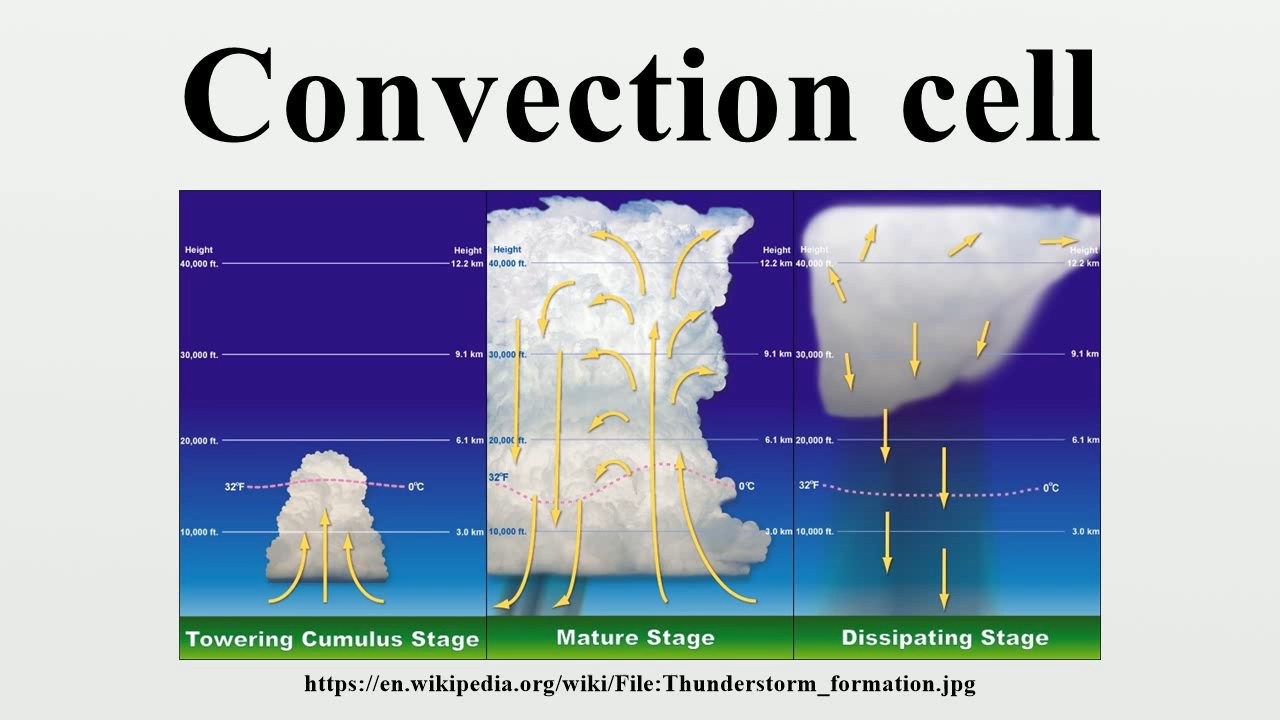 Convection cell
Height
Height
40,000 ft.
12.2 km
30,000 ft.
9.1 km
20,000 ft.
6.1 km
32°F
0°C
10,000 ft.
3.0 km
Towering Cumulus Stage
Height
Height
40,000 ft.
12.2 km
30,000 ft.
9.1 km
20,000 ft.
6.1 km
32°F
0°C
10,000 ft.
3.0 km
Mature Stage
Height
Height
40,000 ft.
12.2 km
30,000 ft.
9.1 km
20,000 ft.
6.1 km
32°F
0°C
10,000 ft.
3.0 km
Dissipating Stage
https://en.wikipedia.org/wiki/File:Thunderstorm_formation.jpg